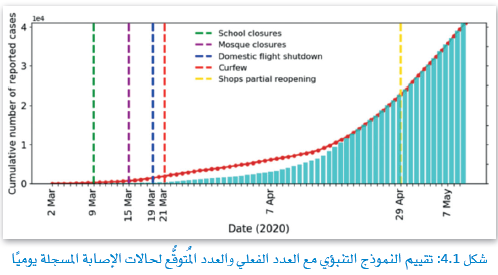 1e4
4
3
2
1
0
Cumulative number of reported cases
School closures
Mosque closures
Domestic flight shutdown
Curfew
Shops partial reopening
2 Mar
9 Mar
15 Mar
19 Mar
21 Mar
7 Apr
29 Apr
7 May
Date (2020)
شكل 4.1: تقييم النموذج التنبؤي مع العدد الفعلي والعدد المُتوقَّع لحالات الإصابة المسجلة يوميًا